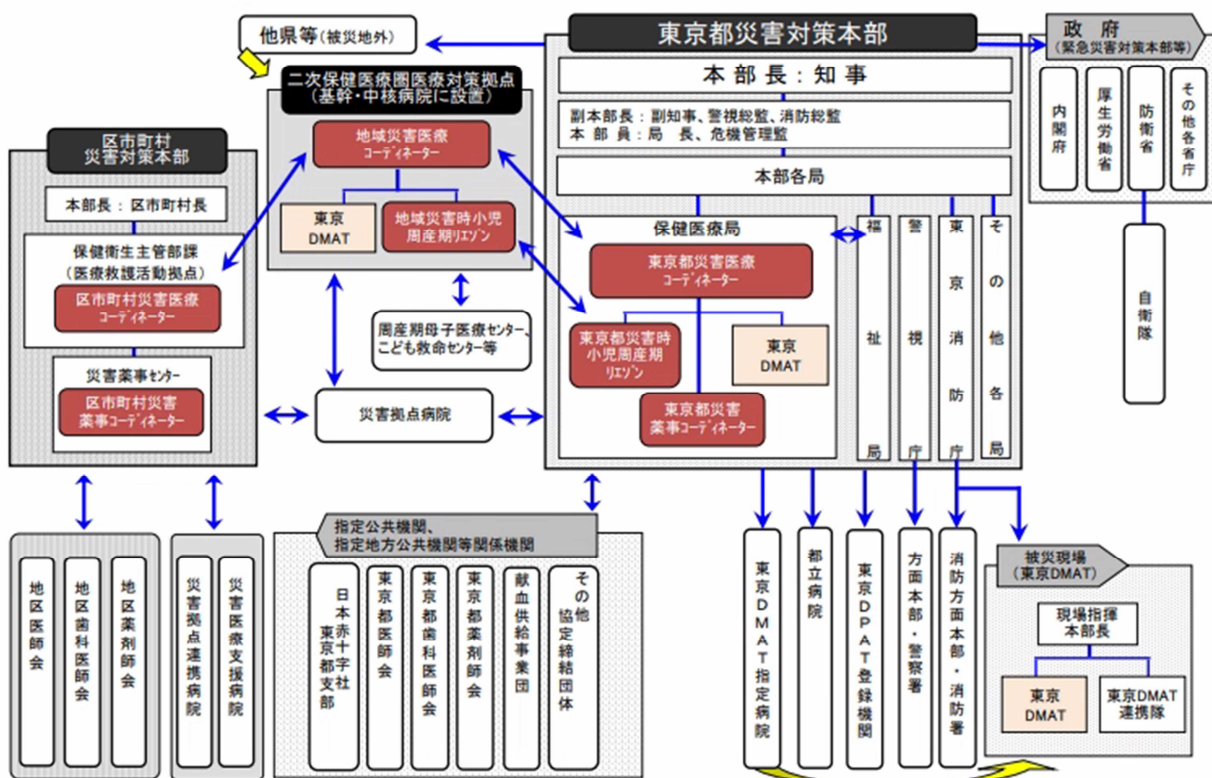 他県等(被災地外)
東京都災害対策本部
本部長：知事
副本部長：副知事、警視総監、消防総監
本 部 員：局　長、危機管理監
本部各局
政　府
(緊急災害対策本部等)
内閣府
厚生労働省
防衛省
その他各省庁
自衛隊
二次保健医療圏医療対策拠点
(基幹・中核病院に設置)
地域災害医療
コーディネーター
東京
DMAT
地域災害時小児
周産期リエゾン
区市町村
災害対策本部
本部長：区市町村長
保健衛生主管部課
(医療救護活動拠点)
区市町村災害医療
コーディネーター
災害薬事センター
区市町村災害
薬事コーディネーター
周産期母子医療センター、
こども救命センター等
災害拠点病院
保健医療局
東京都災害医療
コーディネーター
東京都災害時
小児周産期
リエゾン
東京
DMAT
東京都災害
薬事コーディネーター
福祉局
警視庁
東京消防庁
その他各局
地区医師会
地区歯科医師会
地区薬剤師会
災害拠点連携病院
災害医療支援病院
指定公共機関、
指定地方公共機関等関係機関
日本赤十字社
東京都支部
東京都医師会
東京都歯科医師会
東京都薬剤師会
献血供給事業団
その他
協定締結団体
東京DMAT指定病院
都立病院
東京DPAT登録機関
方面本部・警察署
消防方面本部・消防署
被災現場
(東京DMAT)
現場指揮
本部長
東京
DMAT
東京DMAT
連携隊